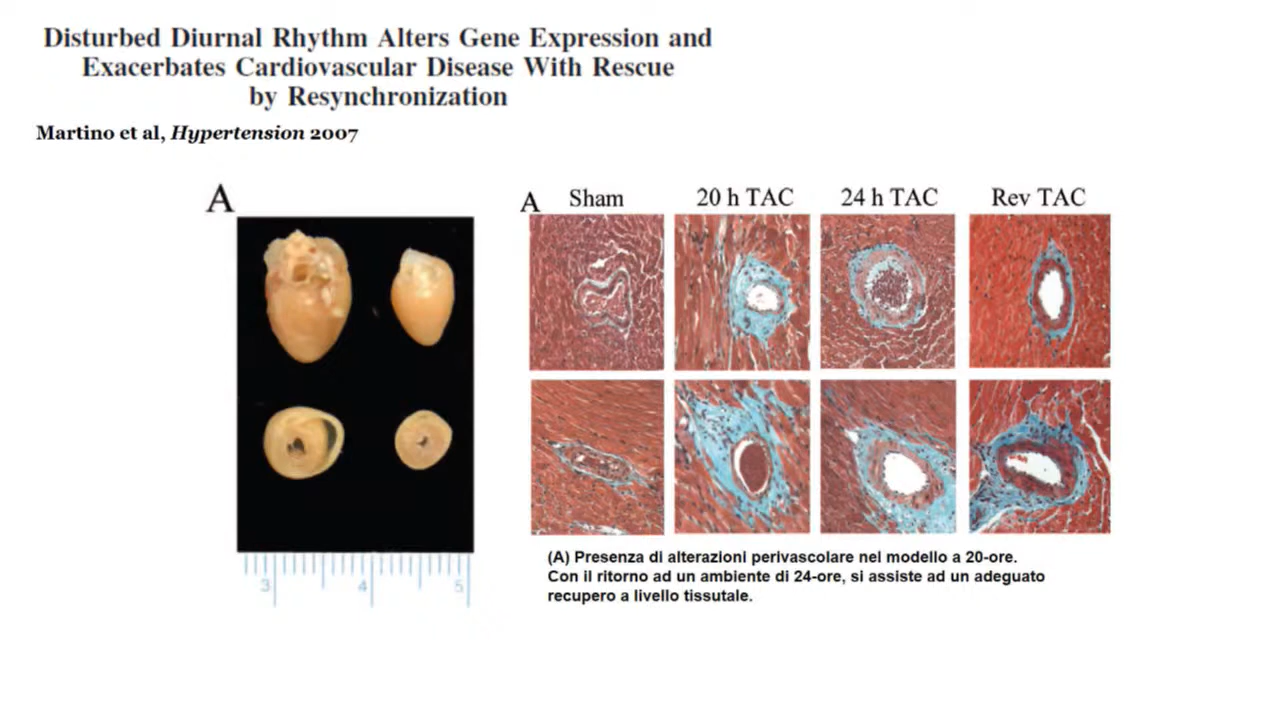 Disturbed Diurnal Rhythm Alters Gene Expression and
Exacerbates Cardiovascular Disease With Rescue
by Resynchronization
Martino et al, Hypertension 2007
A
3 4 5
A Sham 20 h TAC 24 h TAC Rev TAC
(A) Presenza di alterazioni perivascolare nel modello a 20-ore.
Con il ritorno ad un ambiente di 24-ore, si assiste ad un adeguato
recupero a livello tissutale.